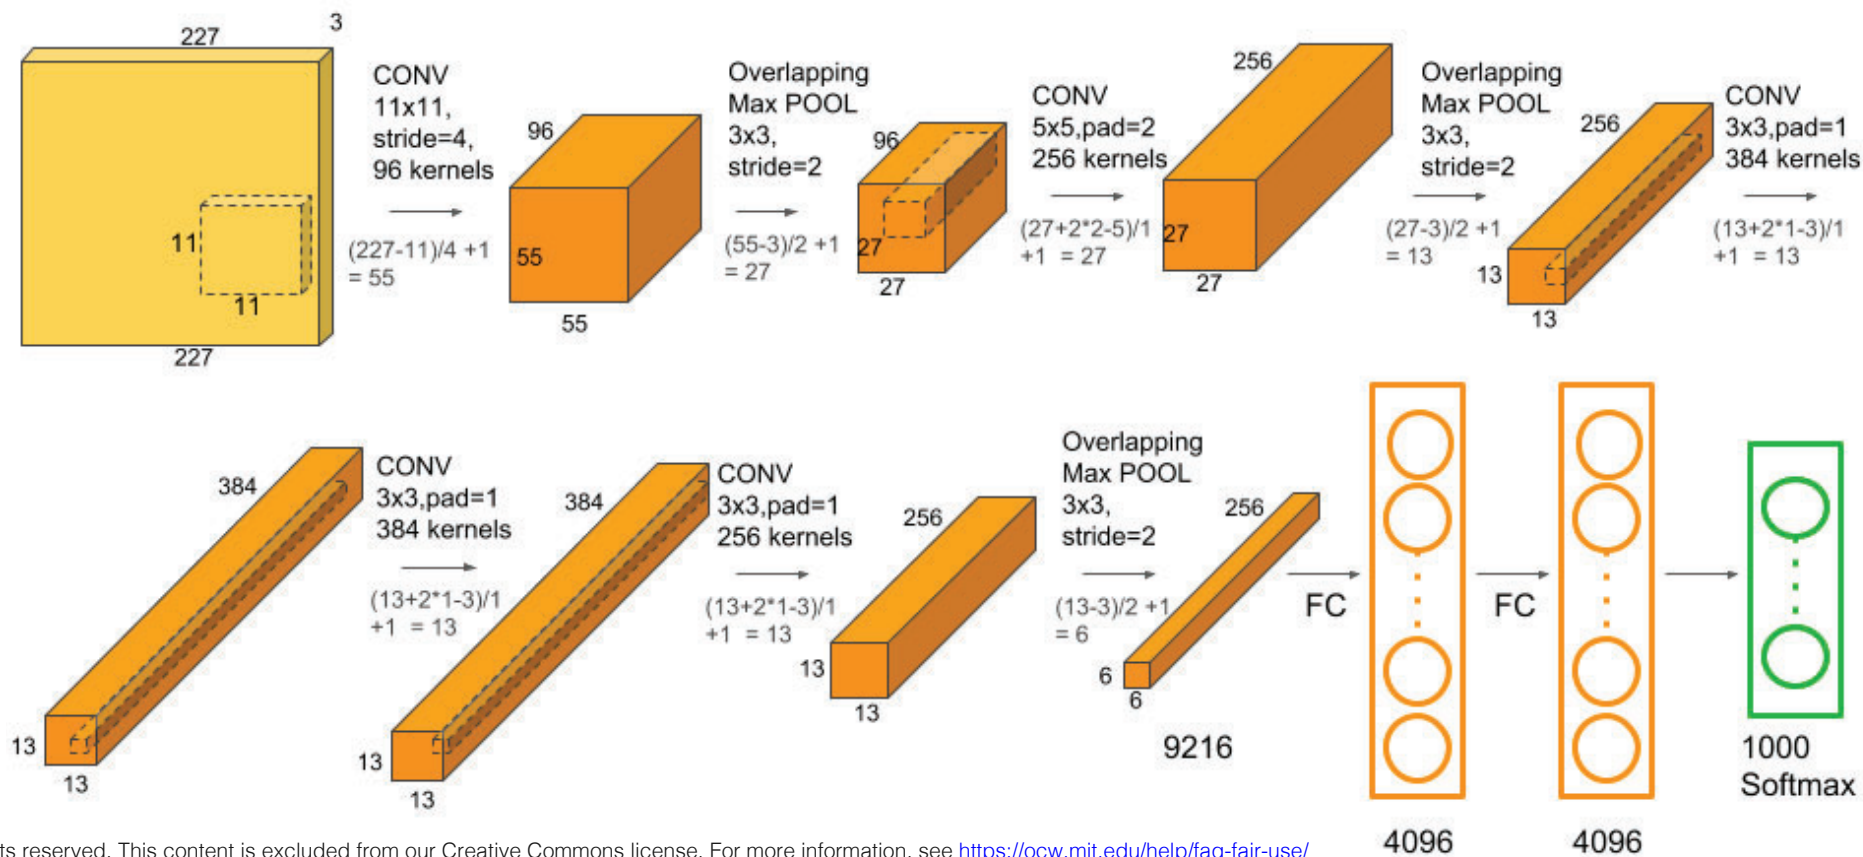 227
3
11
11
227
CONV
11x11,
stride=4,
96 kernels
(227-11)/4 +1
= 55
96
55
55
Overlapping
Max POOL
3x3,
stride=2
(55-3)/2 +1
= 27
96
27
27
CONV
5x5,pad=2
256 kernels
(27+2*2-5)/1
+1 = 27
256
27
27
Overlapping
Max POOL
3x3,
stride=2
(27-3)/2 +1
= 13
256
13
13
CONV
3x3,pad=1
384 kernels
(13+2*1-3)/1
+1 = 13
384
13
13
CONV
3x3,pad=1
384 kernels
(13+2*1-3)/1
+1 = 13
384
13
13
CONV
3x3,pad=1
256 kernels
(13+2*1-3)/1
+1 = 13
256
13
13
Overlapping
Max POOL
3x3,
stride=2
(13-3)/2 +1
= 6
256
6
6
9216
FC
4096
FC
4096
1000
Softmax
ts reserved. This content is excluded from our Creative Commons license. For more information, see https://ocw.mit.edu/help/faq-fair-use/